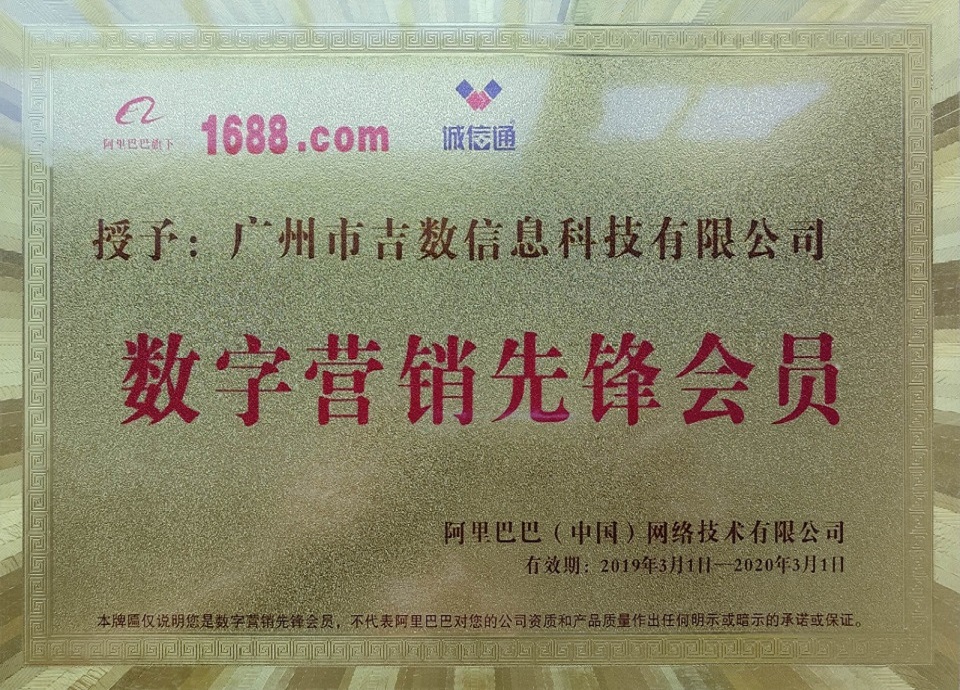 阿里巴巴旗下 1688.com 诚信通
授予：广州市吉数信息科技有限公司
数字营销先锋会员
阿里巴巴（中国）网络技术有限公司
有效期：2019年3月1日—2020年3月1日
本牌匾仅说明您是数字营销先锋会员，不代表阿里巴巴对您的公司资质和产品质量作出任何明示或暗示的承诺或保证。